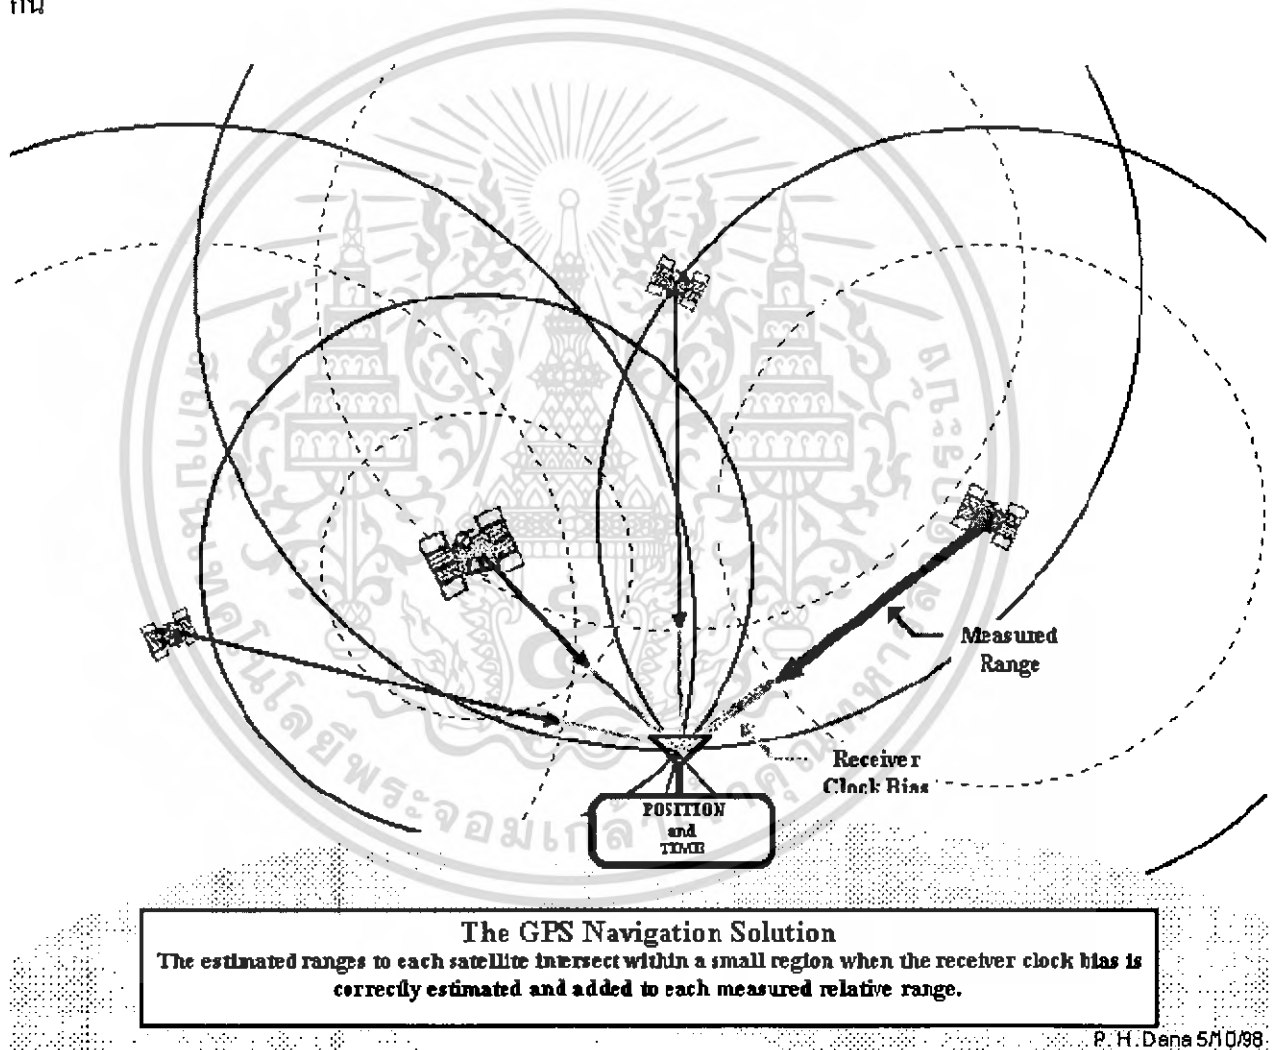 กัน
Measured
Range
Receiver
Clock Bias
POSITION
and
TIME
The GPS Navigation Solution
The estimated ranges to each satellite intersect within a small region when the receiver clock bias is
correctly estimated and added to each measured relative range.
P. H. Dana 5/10/98